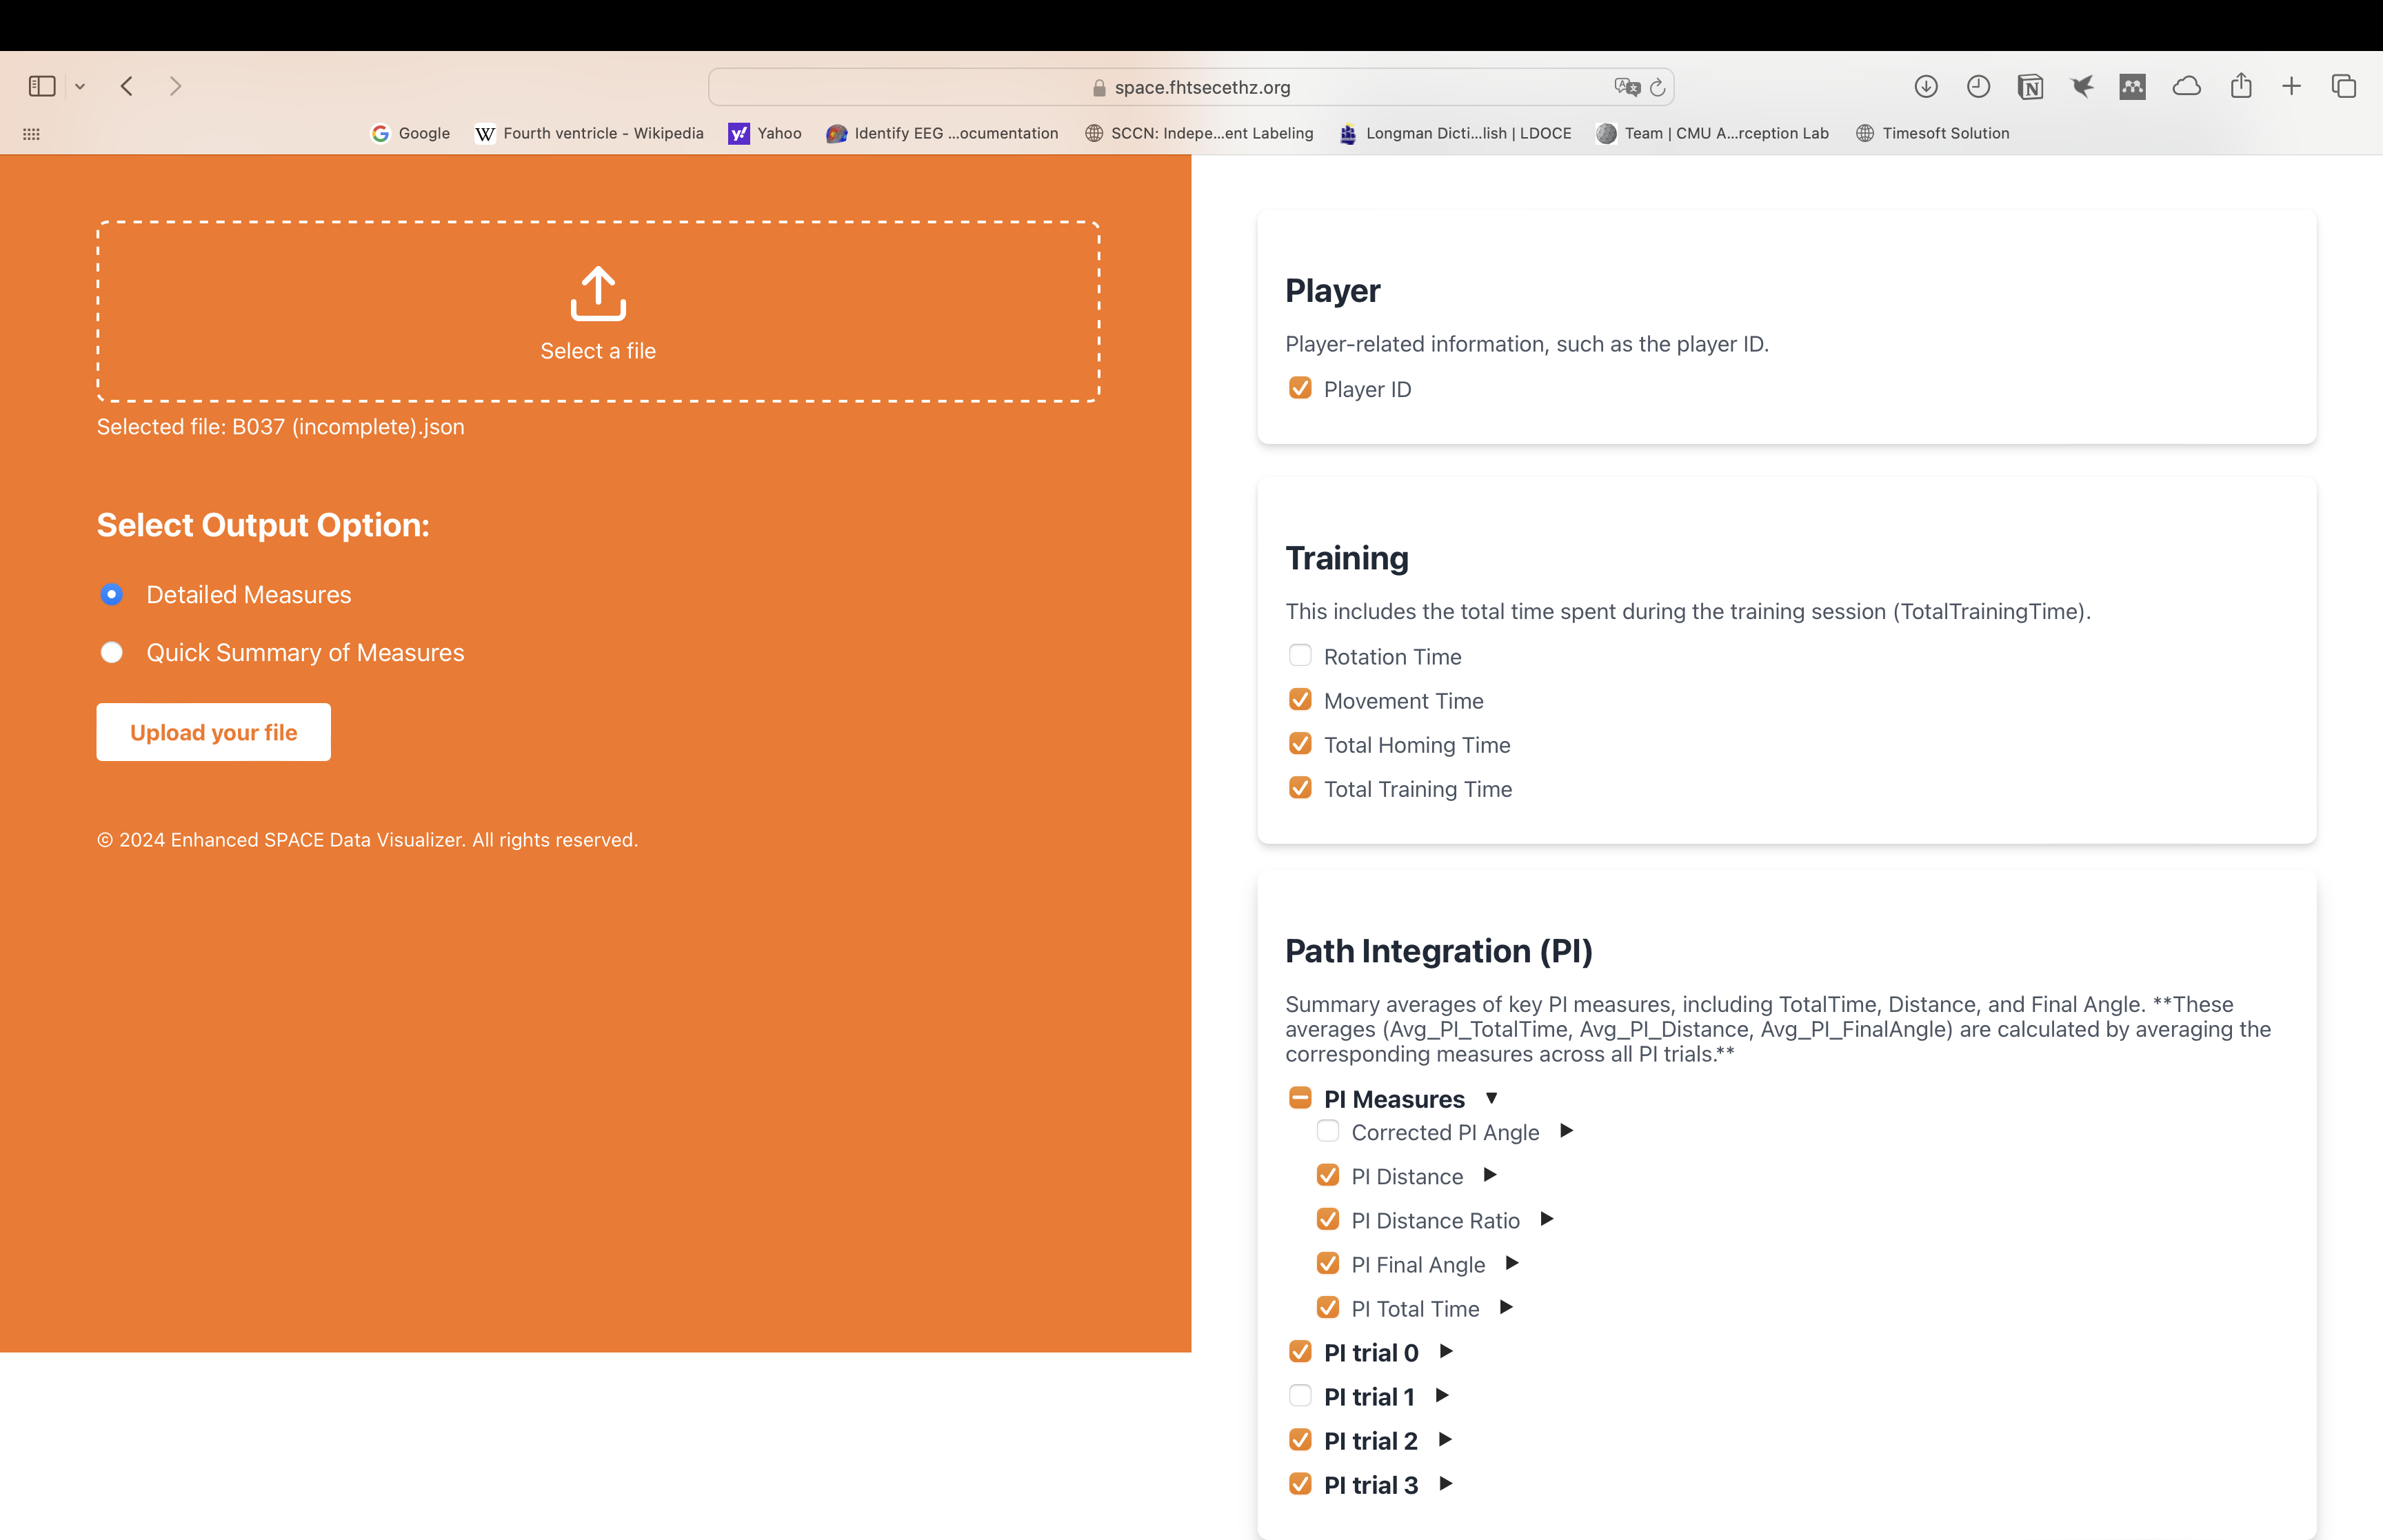 space.fhtsecethz.org
Google
Fourth ventricle - Wikipedia
Yahoo
Identify EEG ...ocumentation
SCCN: Indepe...ent Labeling
Longman Dicti...lish | LDOCE
Team | CMU A...rception Lab
Timesoft Solution
Select a file
Selected file: B037 (incomplete).json
Select Output Option:
Detailed Measures
Quick Summary of Measures
Upload your file
© 2024 Enhanced SPACE Data Visualizer. All rights reserved.
Player
Player-related information, such as the player ID.
Player ID
Training
This includes the total time spent during the training session (TotalTrainingTime).
Rotation Time
Movement Time
Total Homing Time
Total Training Time
Path Integration (PI)
Summary averages of key PI measures, including TotalTime, Distance, and Final Angle. **These
averages (Avg_PI_TotalTime, Avg_PI_Distance, Avg_PI_FinalAngle) are calculated by averaging the
corresponding measures across all PI trials.**
PI Measures
Corrected PI Angle
PI Distance
PI Distance Ratio
PI Final Angle
PI Total Time
PI trial 0
PI trial 1
PI trial 2
PI trial 3